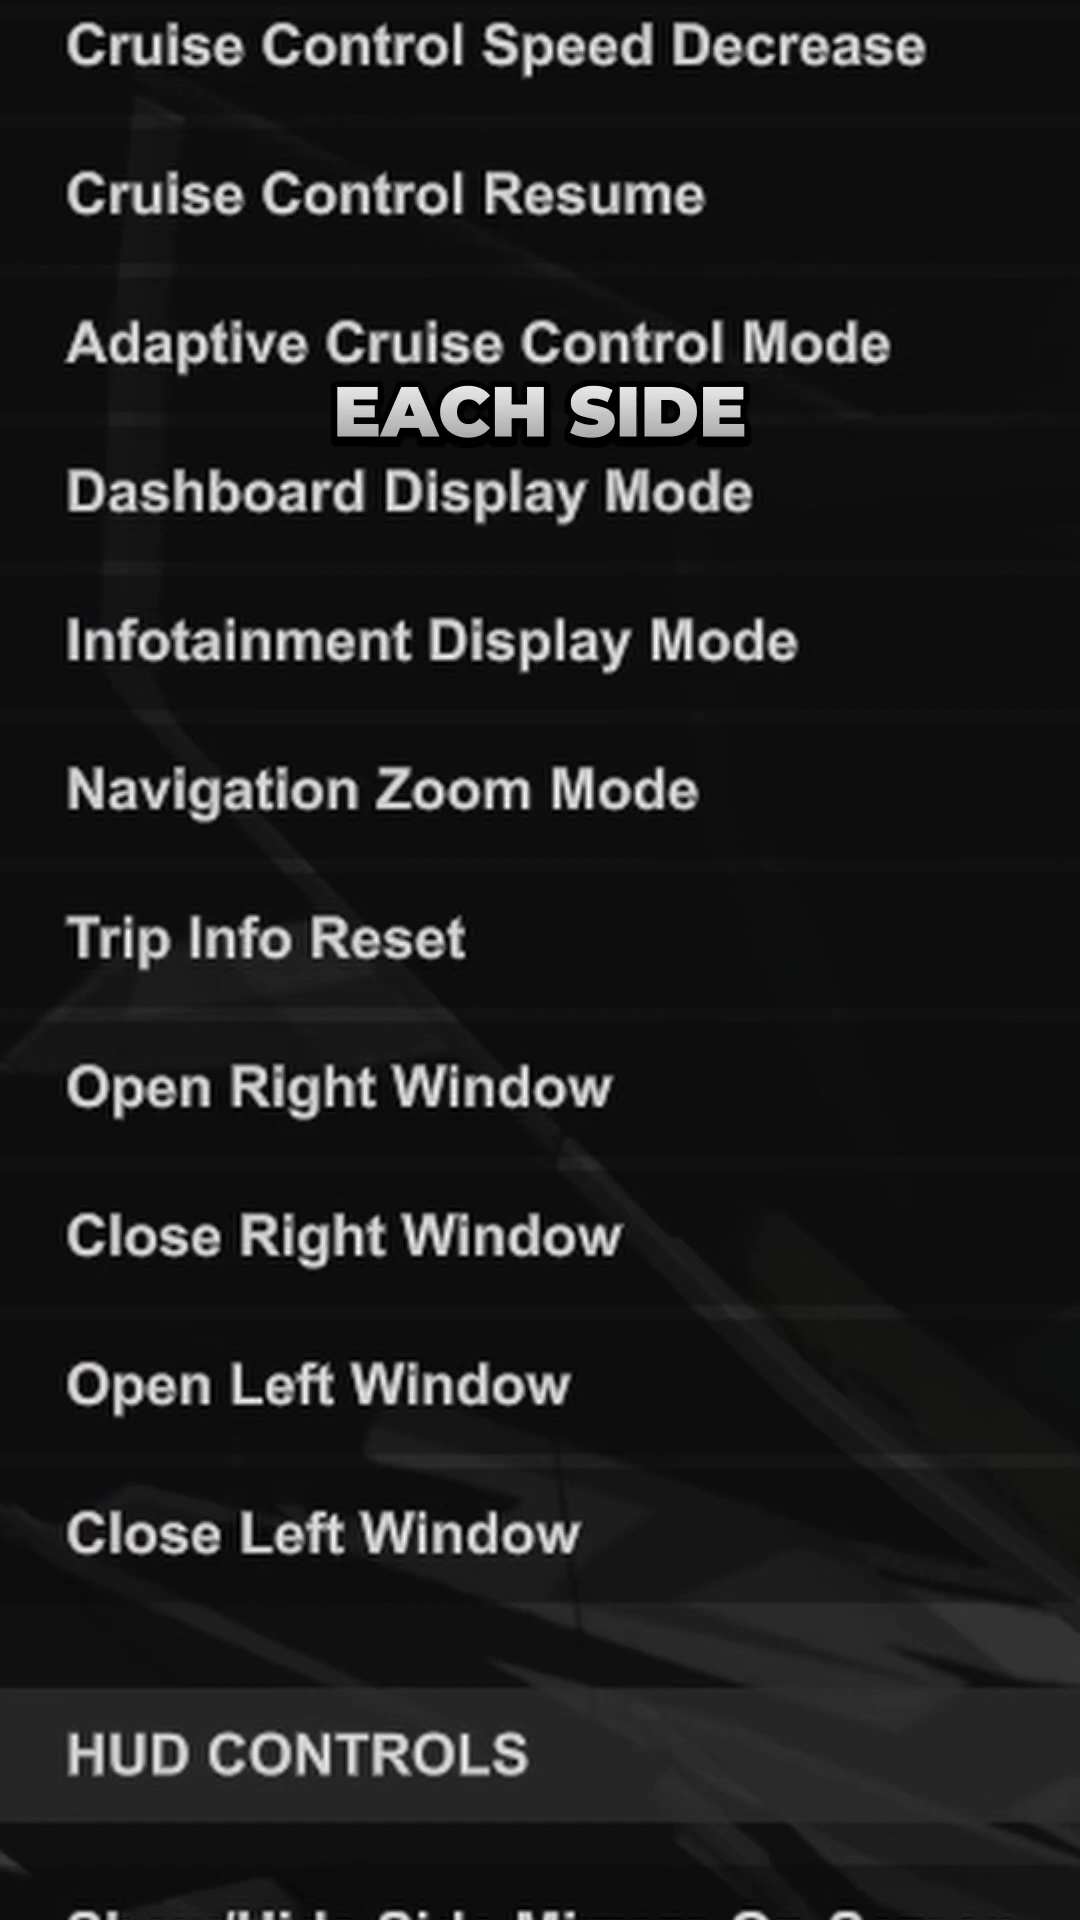 Cruise Control Speed Decrease
Cruise Control Resume
Adaptive Cruise Control Mode
EACH SIDE
Dashboard Display Mode
Infotainment Display Mode
Navigation Zoom Mode
Trip Info Reset
Open Right Window
Close Right Window
Open Left Window
Close Left Window
HUD CONTROLS